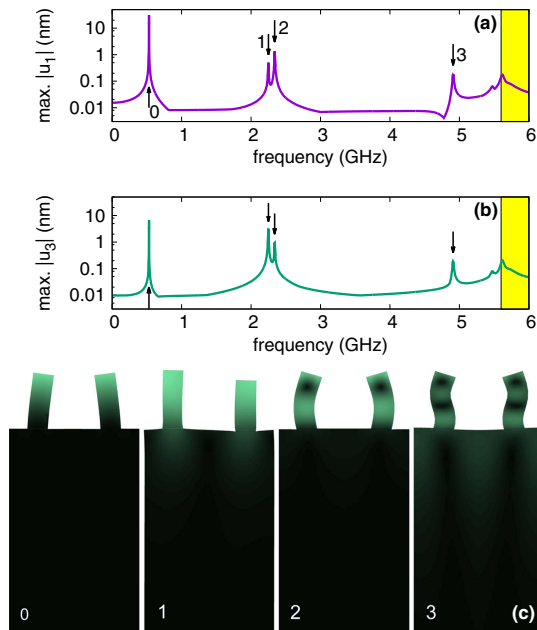 (a)
max. |u1| (nm)
10
1
0.1
0.01
0
1
2
3
0 1 2 3 4 5 6
frequency (GHz)
(b)
max. |u3| (nm)
10
1
0.1
0.01
0 1 2 3 4 5 6
frequency (GHz)
0 1 2 3 (c)